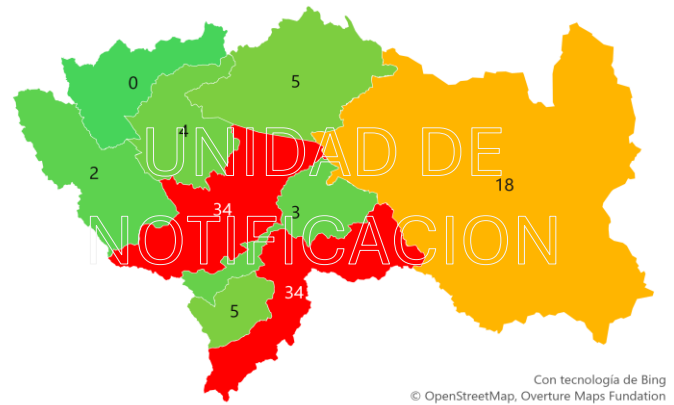 0
5
4
UNIDAD DE
2
18
34
3
NOTIFICACION
34
5
Con tecnología de Bing
© OpenStreetMap, Overture Maps Fundation